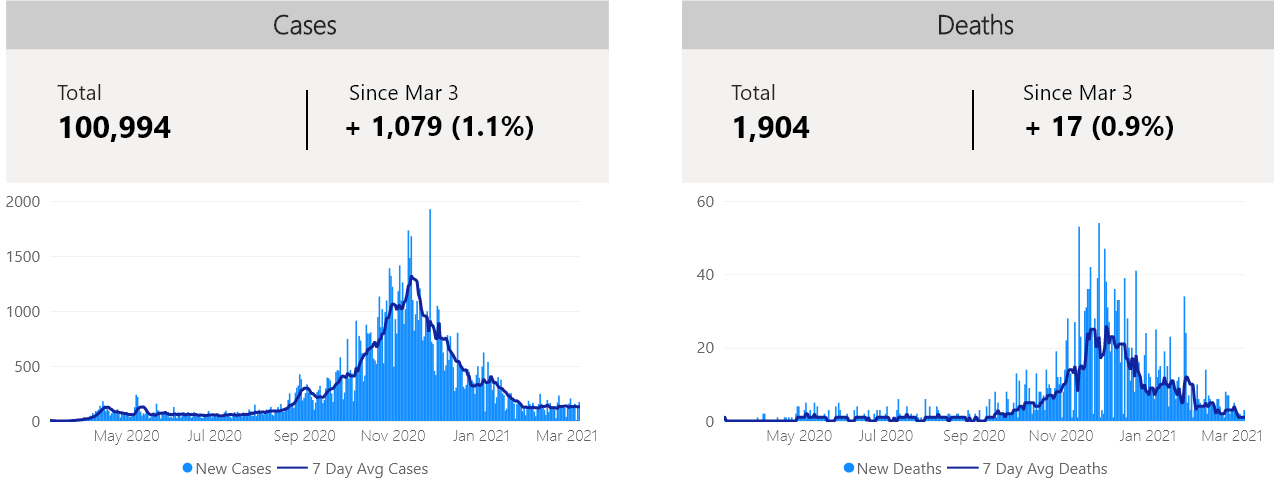 Cases
Total
100,994
Since Mar 3
+ 1,079 (1.1%)
2000
1500
1000
500
0
May 2020 Jul 2020 Sep 2020 Nov 2020 Jan 2021 Mar 2021
New Cases 7 Day Avg Cases
Deaths
Total
1,904
Since Mar 3
+ 17 (0.9%)
60
40
20
0
May 2020 Jul 2020 Sep 2020 Nov 2020 Jan 2021 Mar 2021
New Deaths 7 Day Avg Deaths